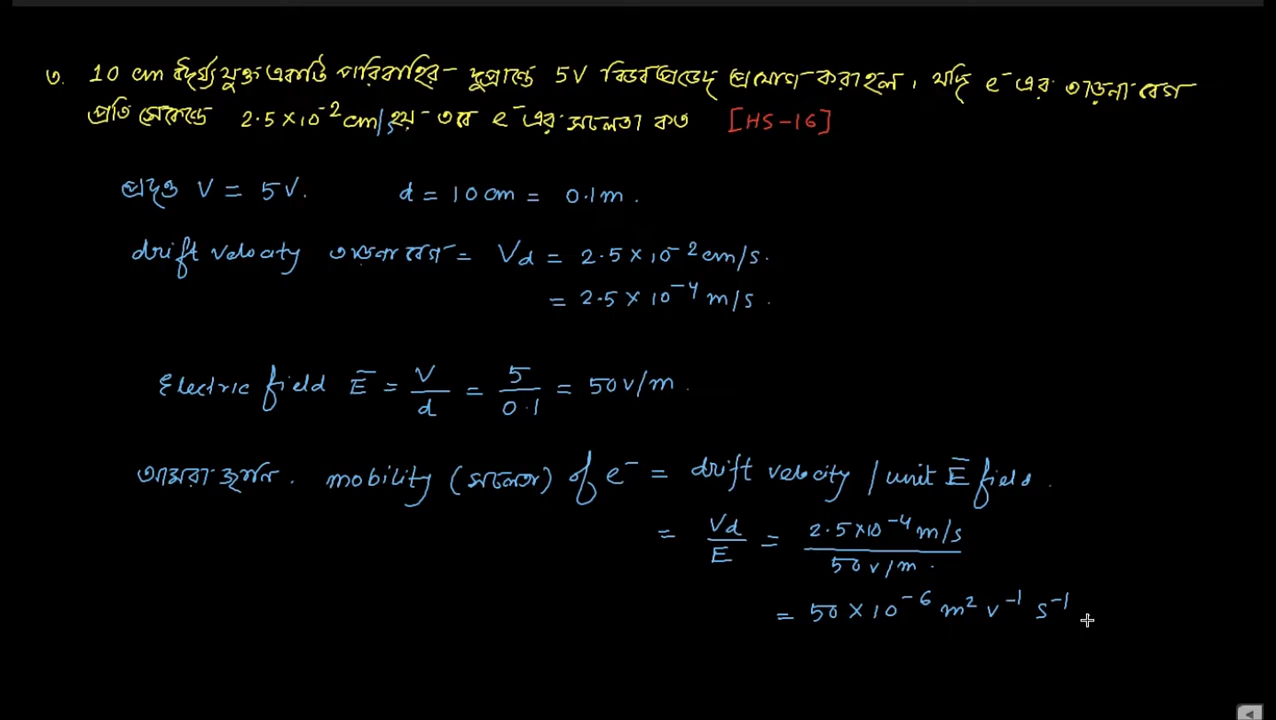 ৩. 10 cm দৈর্ঘ্য যুক্ত একটি পরিবাহির দুপ্রান্তে 5V বিভব প্রভেদ প্রয়োগ করা হল, যদি e⁻ এর তাড়না বেগ
প্রতি সেকেন্ডে 2.5×10⁻² cm/s হয় তবে e⁻ এর সচলতা কত [HS-16]
প্রদত্ত V = 5V. d = 10 cm = 0.1m.
drift velocity তাড়না বেগ = Vd = 2.5 × 10⁻² cm/s.
= 2.5 × 10⁻⁴ m/s.
Electric field E̅ = V/d = 5/0.1 = 50 v/m.
আমরা জানি. mobility (সচলতা) of e⁻ = drift velocity / unit E̅ field.
= Vd/E = 2.5×10⁻⁴ m/s / 50 v/m.
= 50 × 10⁻⁶ m² v⁻¹ s⁻¹